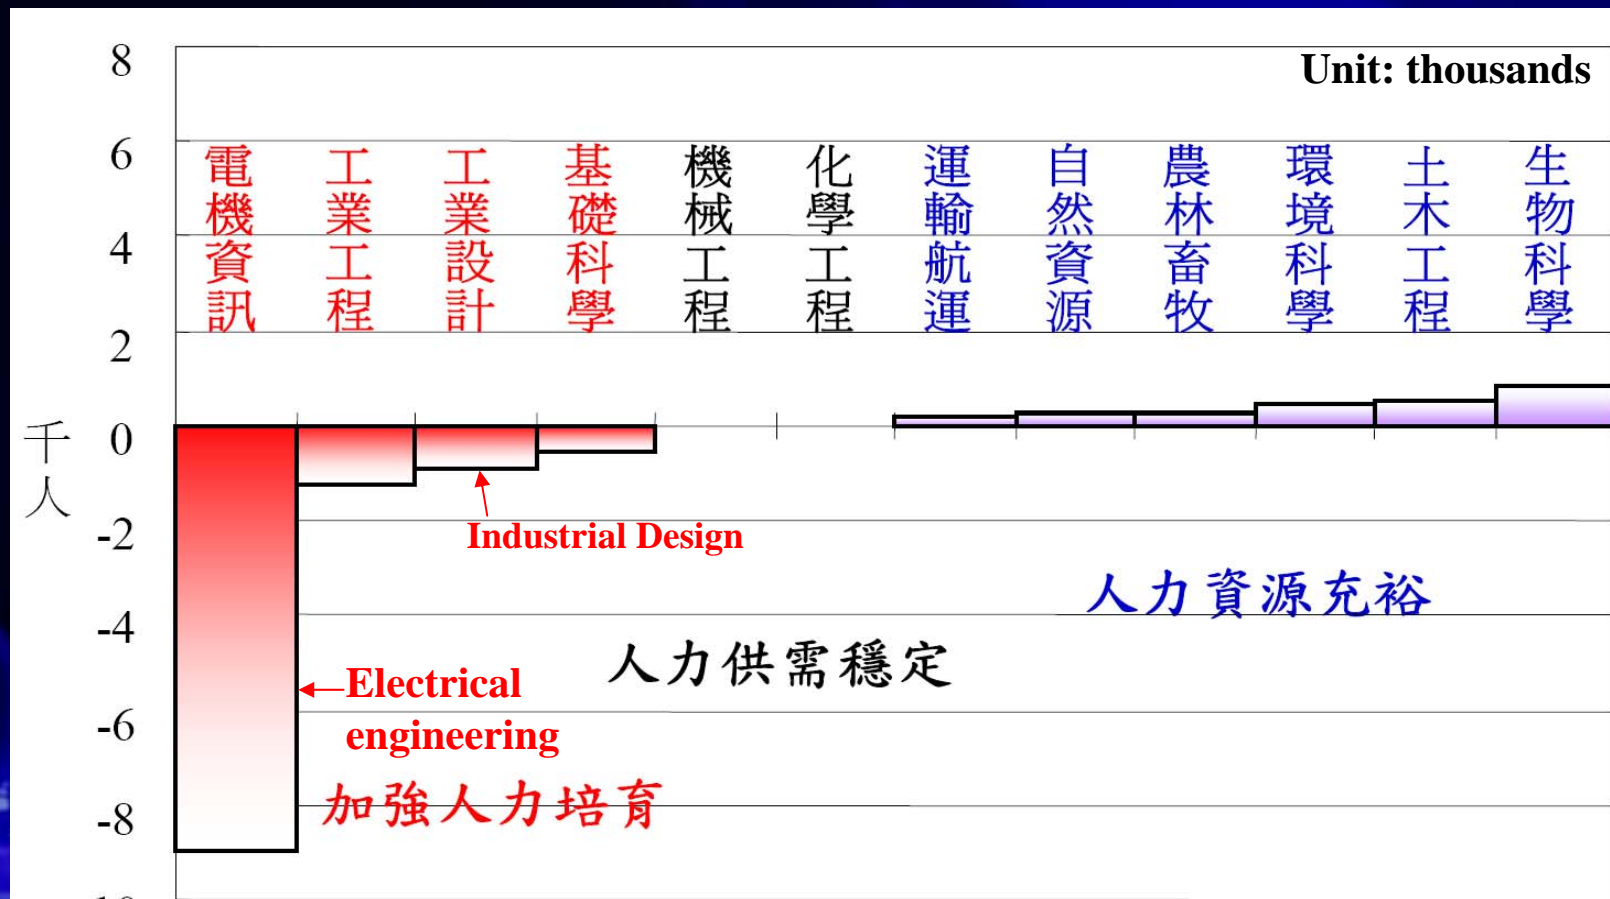 Unit: thousands
8
6
4
2
0
-2
-4
-6
-8
千人
電機資訊
工業工程
工業設計
基礎科學
機械工程
化學工程
運輸航運
自然資源
農林畜牧
環境科學
土木工程
生物科學
Industrial Design
人力資源充裕
人力供需穩定
Electrical
engineering
加強人力培育